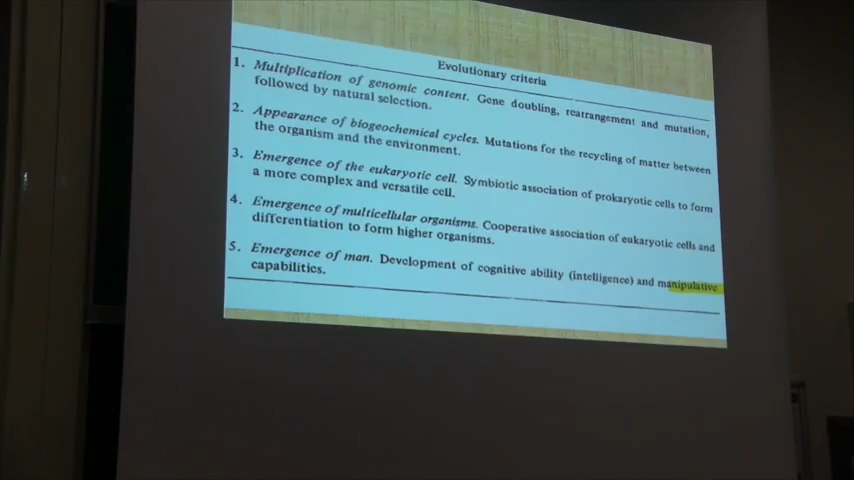 Evolutionary criteria
1. Multiplication of genomic content. Gene doubling, rearrangement and mutation,
followed by natural selection.
2. Appearance of biogeochemical cycles. Mutations for the recycling of matter between
the organism and the environment.
3. Emergence of the eukaryotic cell. Symbiotic association of prokaryotic cells to form
a more complex and versatile cell.
4. Emergence of multicellular organisms. Cooperative association of eukaryotic cells and
differentiation to form higher organisms.
5. Emergence of man. Development of cognitive ability (intelligence) and manipulative
capabilities.